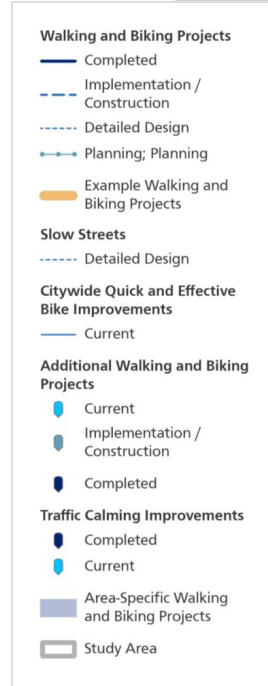 Walking and Biking Projects
Completed
Implementation /
Construction
Detailed Design
Planning; Planning
Example Walking and
Biking Projects
Slow Streets
Detailed Design
Citywide Quick and Effective
Bike Improvements
Current
Additional Walking and Biking
Projects
Current
Implementation /
Construction
Completed
Traffic Calming Improvements
Completed
Current
Area-Specific Walking
and Biking Projects
Study Area